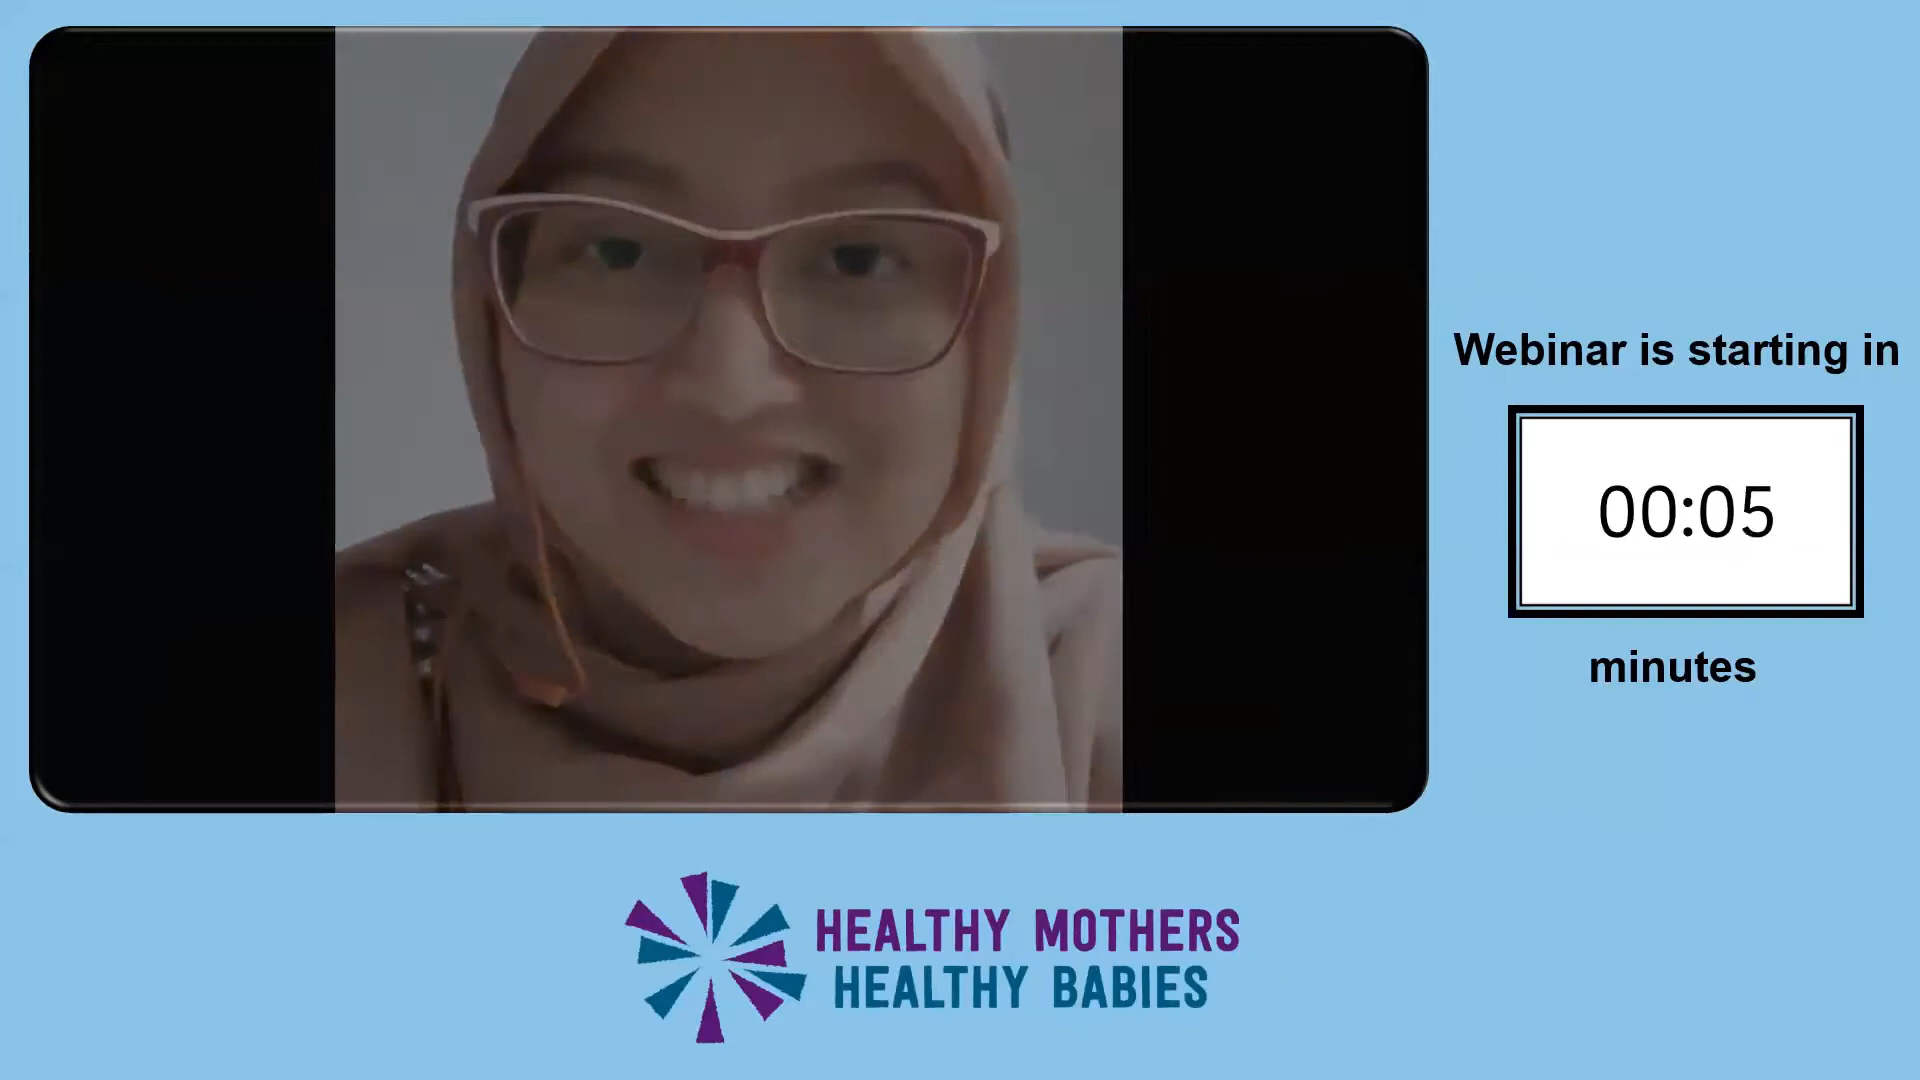 Webinar is starting in
00:05
minutes
HEALTHY MOTHERS
HEALTHY BABIES